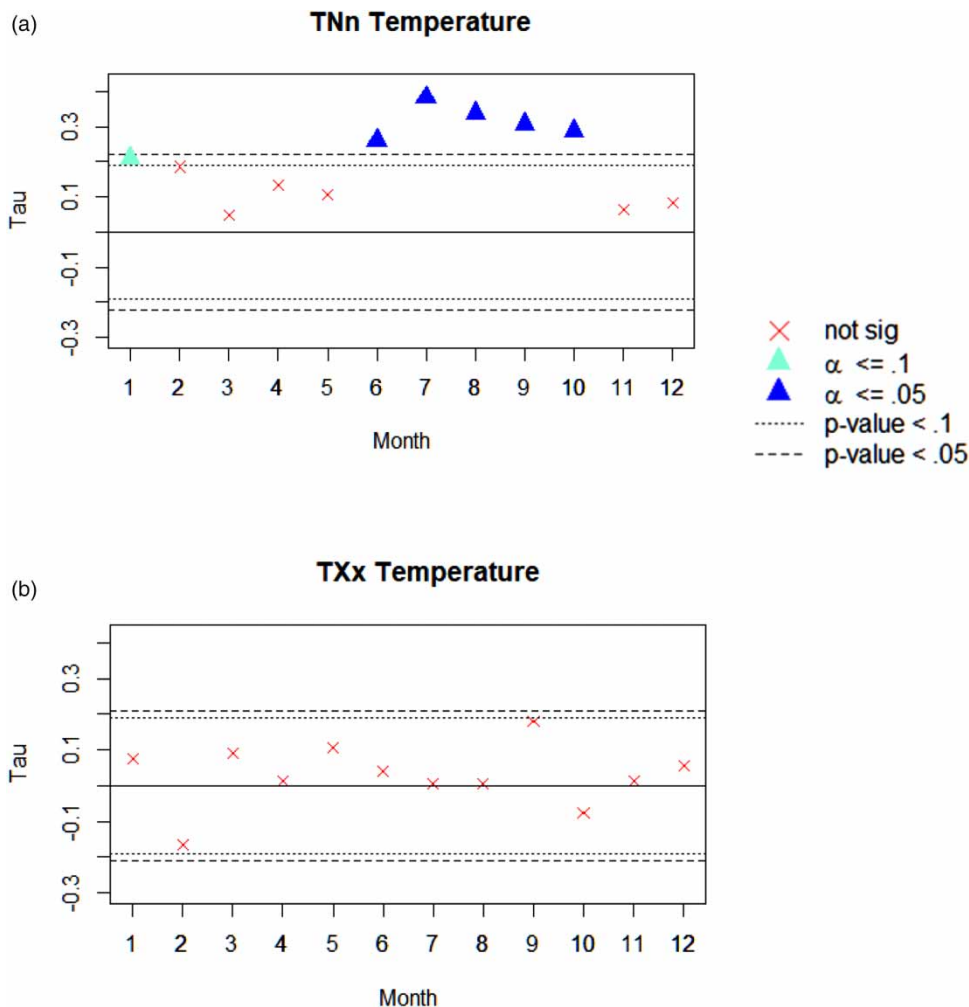 (a)
TNn Temperature
0.3
0.1
-0.1
-0.3
Tau
1 2 3 4 5 6 7 8 9 10 11 12
Month
not sig
α <= .1
α <= .05
p-value < .1
p-value < .05
(b)
TXx Temperature
0.3
0.1
-0.1
-0.3
Tau
1 2 3 4 5 6 7 8 9 10 11 12
Month